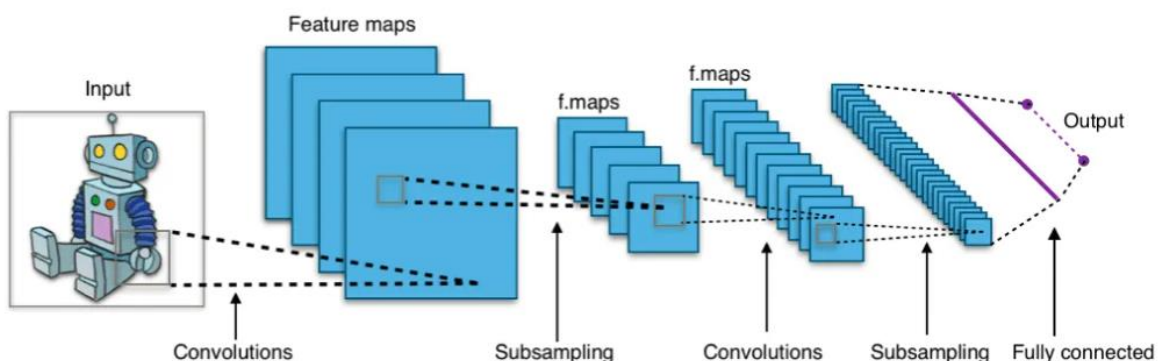 Feature maps
f.maps
f.maps
Input
Output
Convolutions
Subsampling
Convolutions
Subsampling
Fully connected